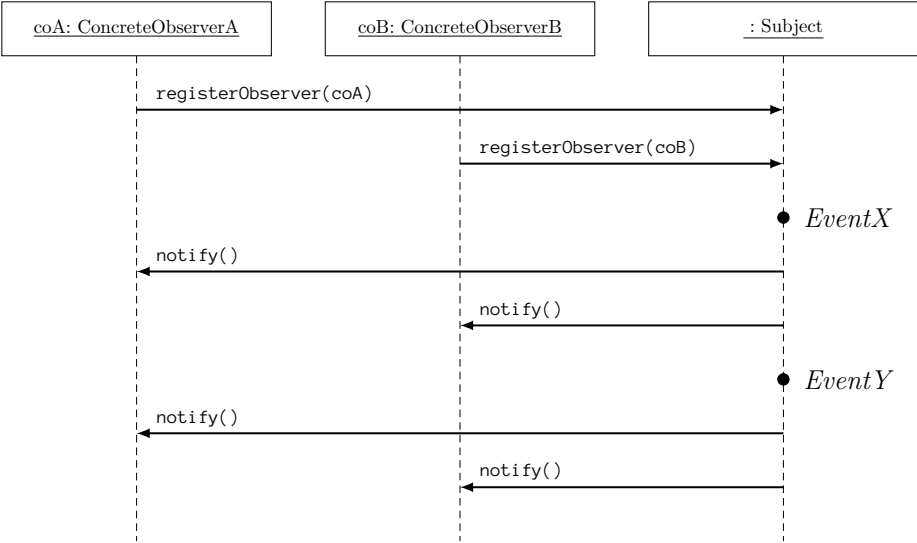 coA: ConcreteObserverA
coB: ConcreteObserverB
: Subject
registerObserver(coA)
registerObserver(coB)
EventX
notify()
notify()
EventY
notify()
notify()